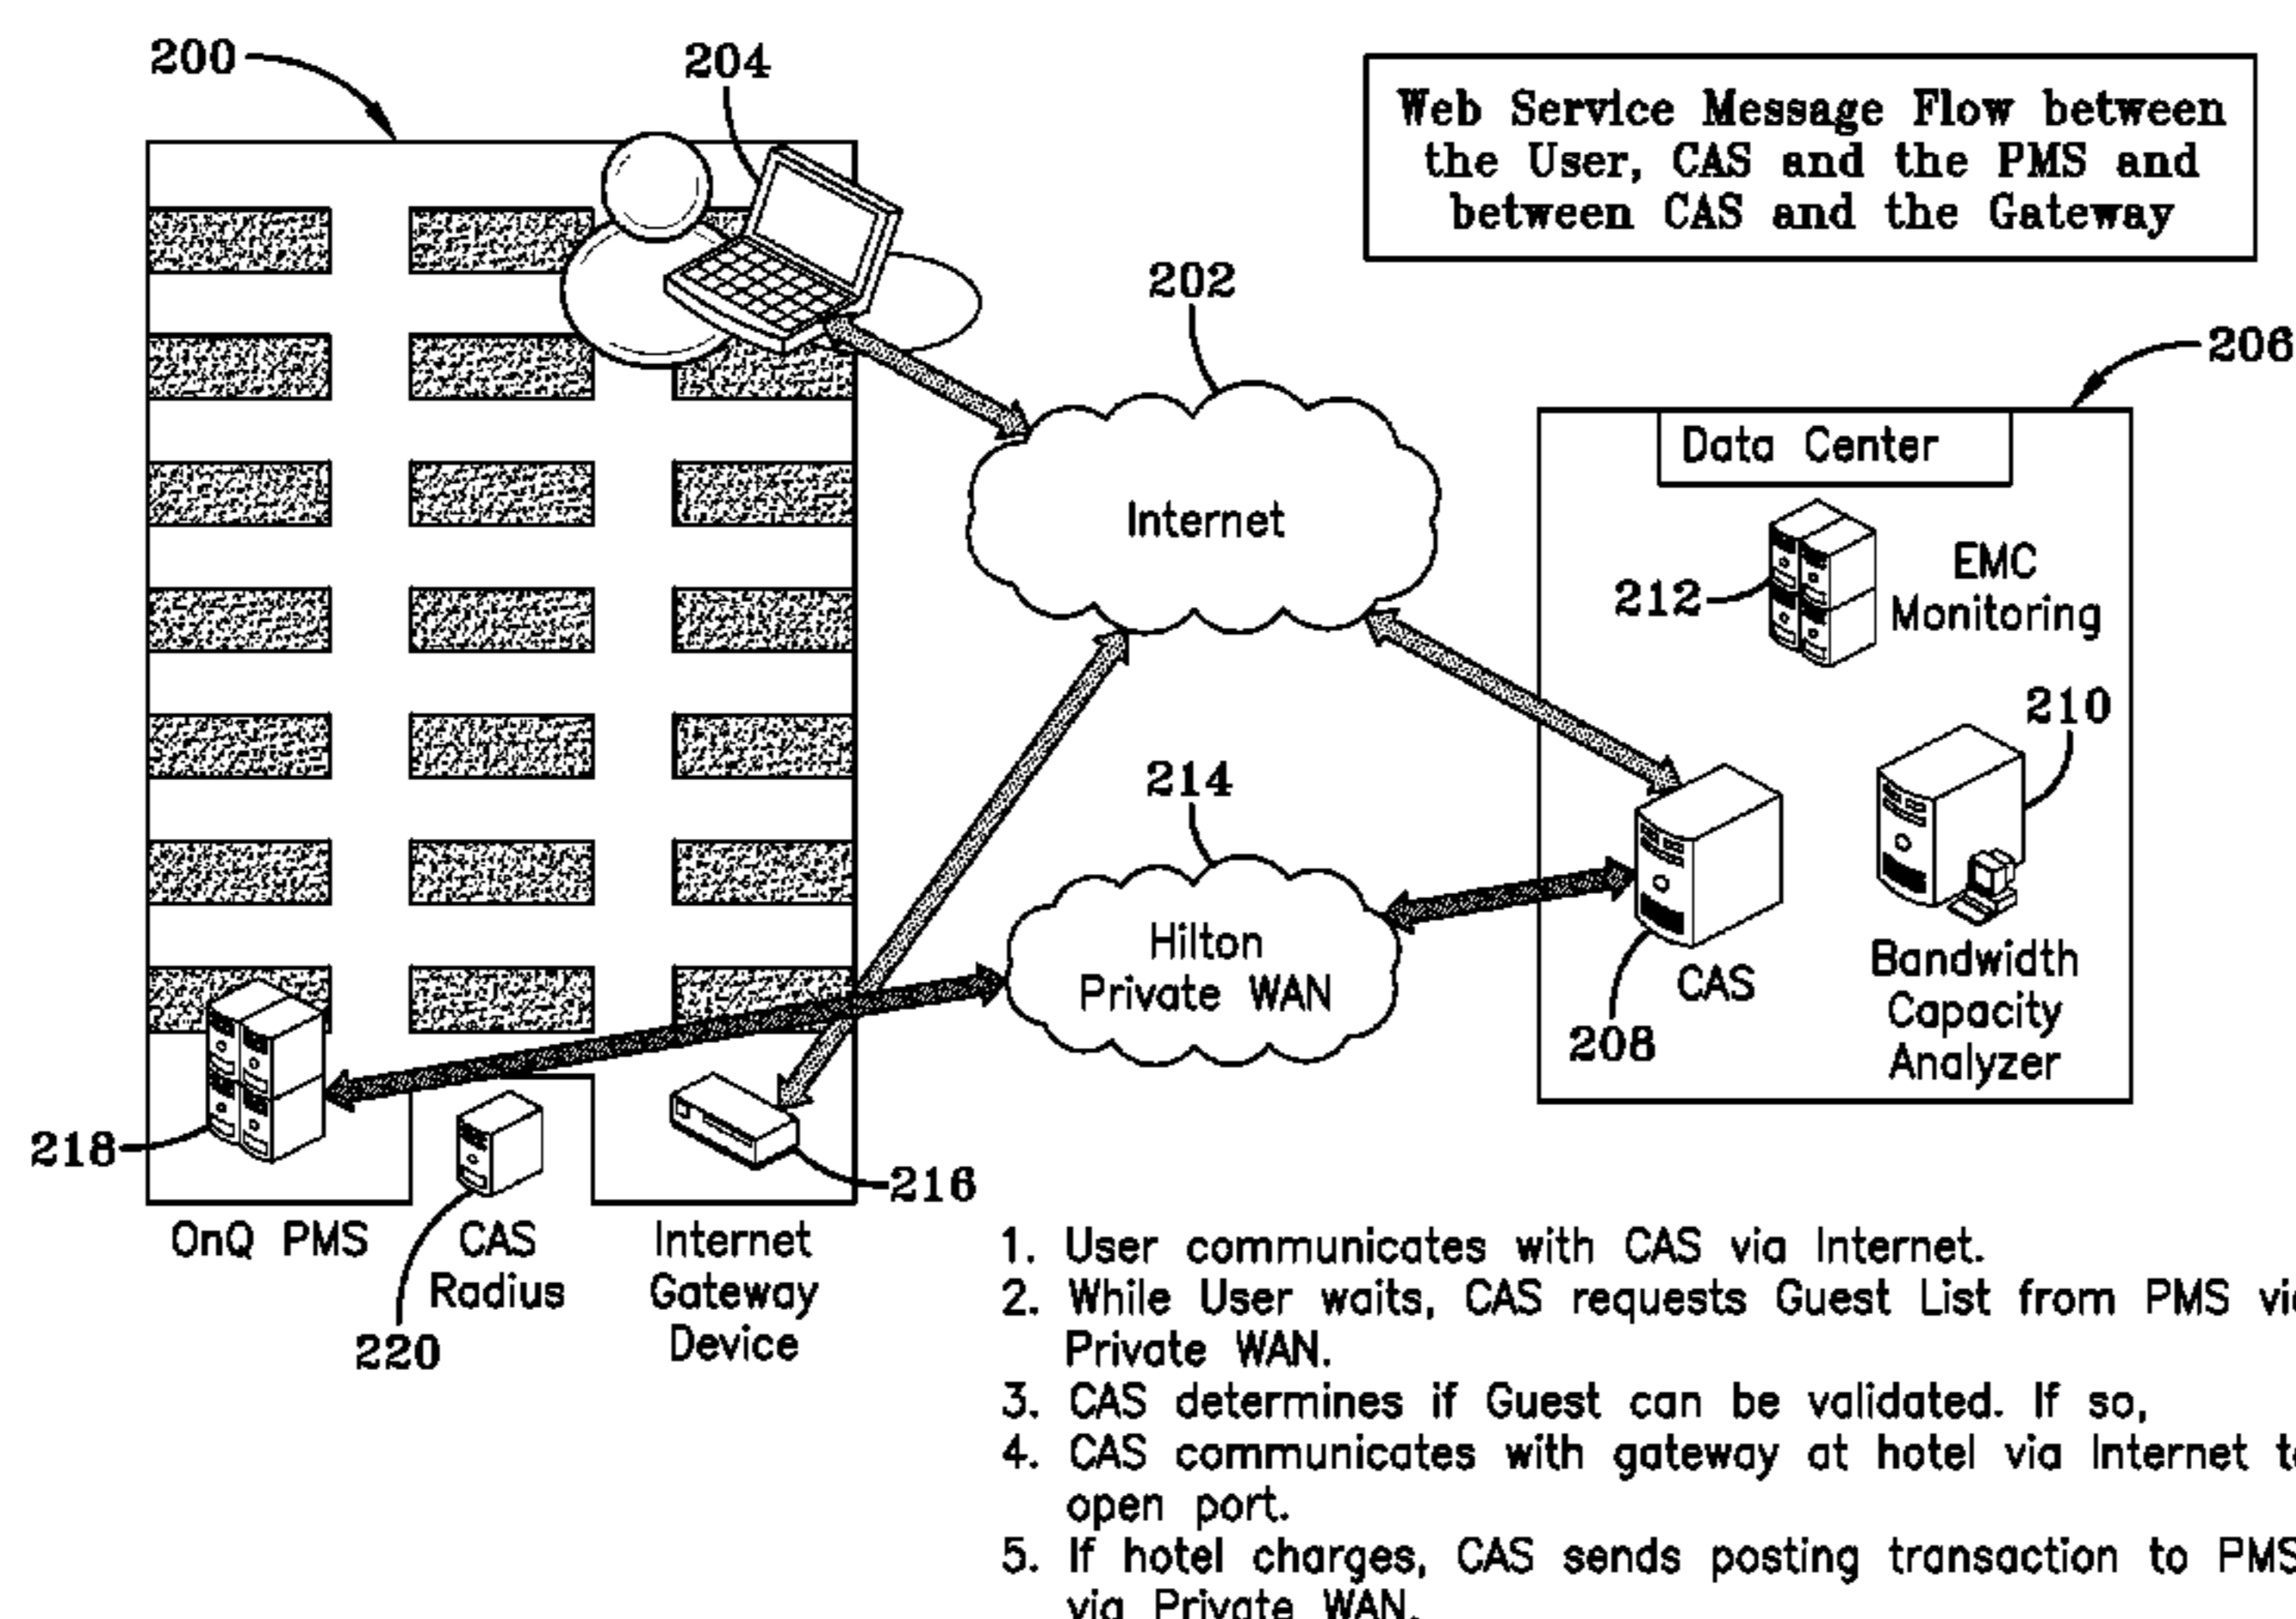 200
204
Web Service Message Flow between
the User, CAS and the PMS and
between CAS and the Gateway
202
206
Internet
Data Center
212
EMC
Monitoring
210
214
Hilton
Private WAN
CAS
208
Bandwidth
Capacity
Analyzer
218
216
OnQ PMS
CAS
Radius
220
Internet
Gateway
Device
1. User communicates with CAS via Internet.
2. While User waits, CAS requests Guest List from PMS via
Private WAN.
3. CAS determines if Guest can be validated. If so,
4. CAS communicates with gateway at hotel via Internet to
open port.
5. If hotel charges, CAS sends posting transaction to PMS
via Private WAN.